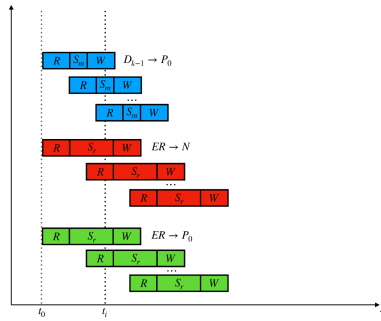 R S_m W D_{k-1} → P_0
R S_m W
...
R S_m W
R S_r W ER → N
R S_r W
...
R S_r W
R S_r W ER → P_0
R S_r W
...
R S_r W
t_0 t_i